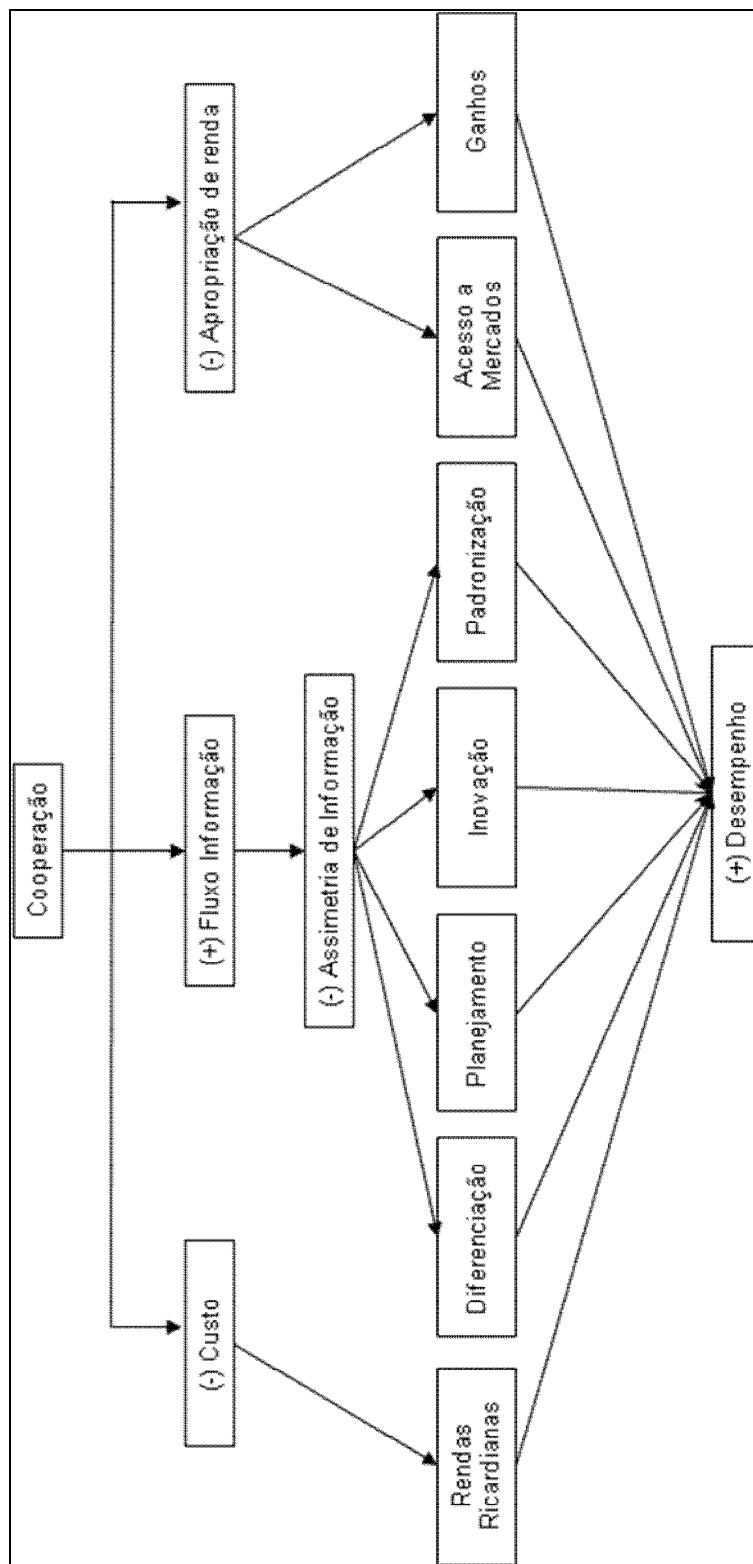 Cooperação
(-) Custo
(+) Fluxo Informação
(-) Apropriação de renda
(-) Assimetria de Informação
Rendas
Ricardianas
Diferenciação
Planejamento
Inovação
Padronização
Acesso a
Mercados
Ganhos
(+) Desempenho